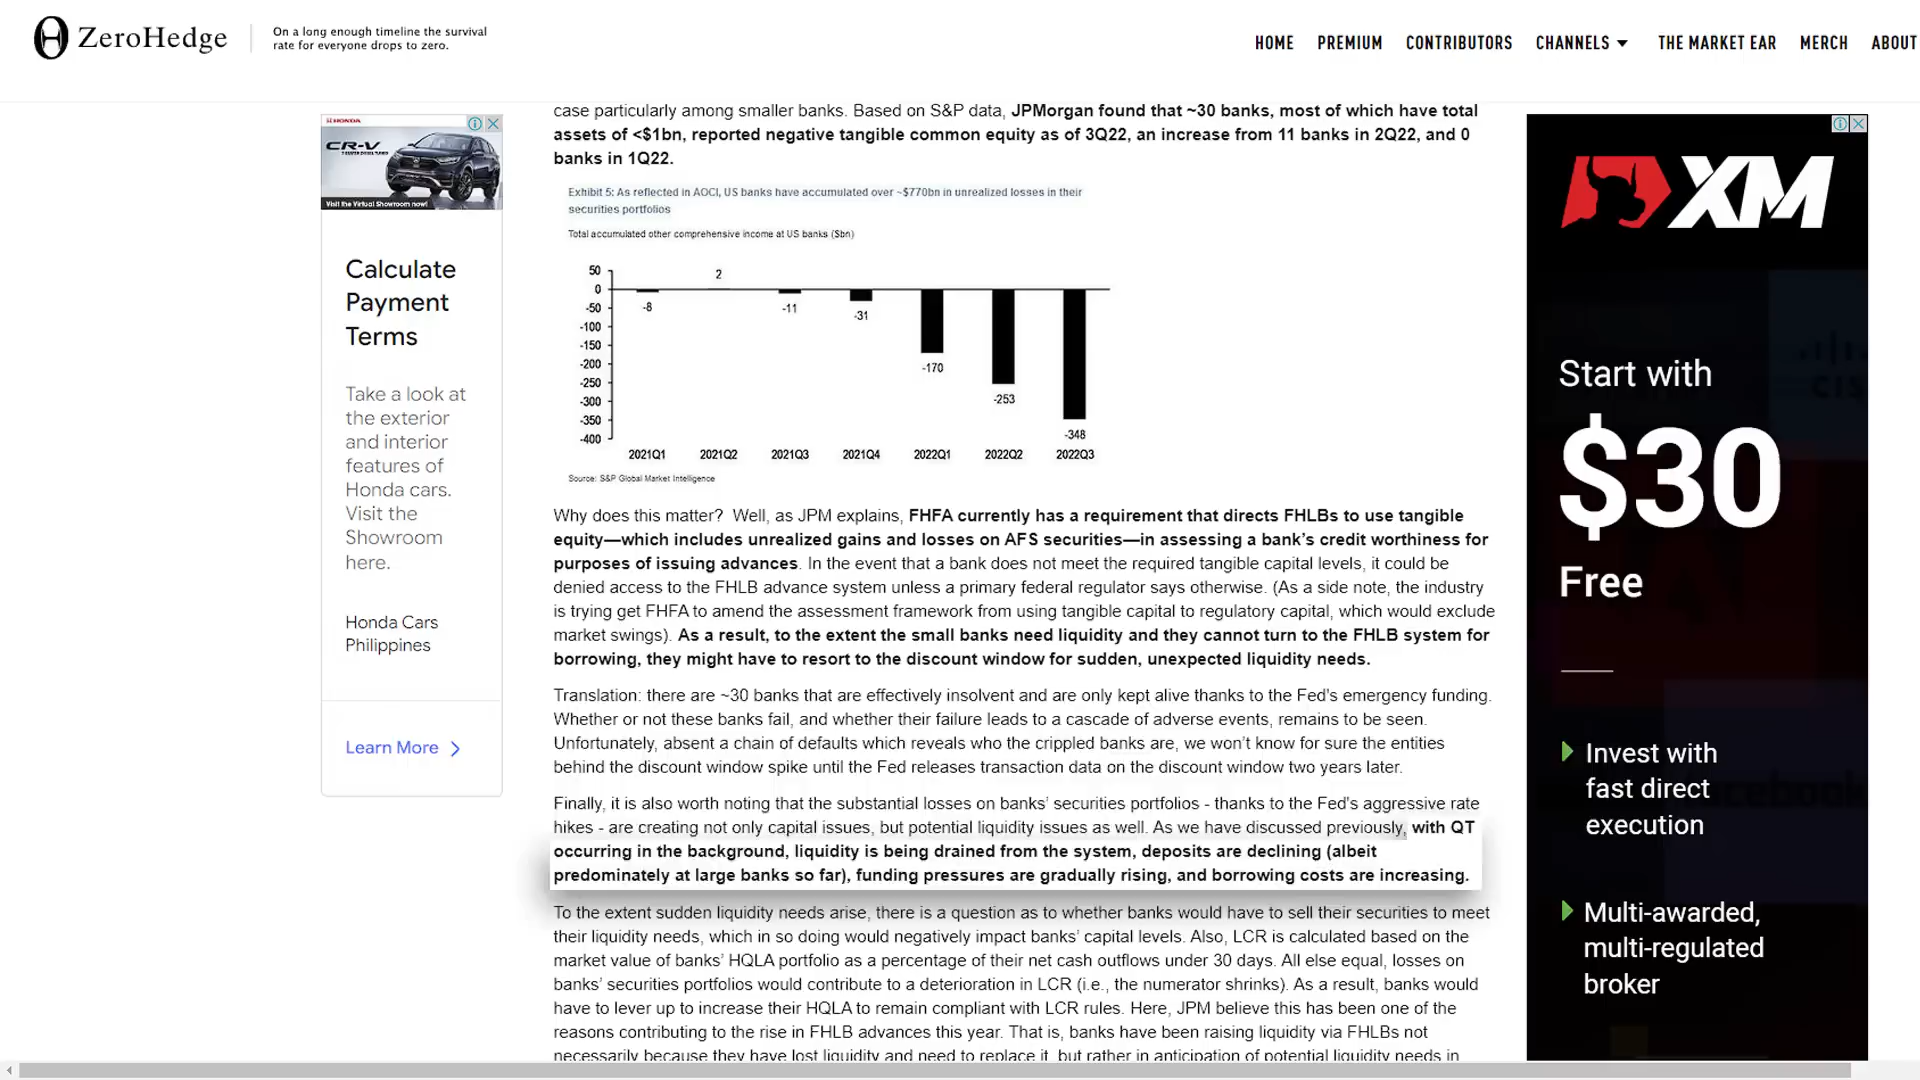 ZeroHedge
On a long enough timeline the survival
rate for everyone drops to zero.
HOME PREMIUM CONTRIBUTORS CHANNELS THE MARKET EAR MERCH ABOUT
case particularly among smaller banks. Based on S&P data, JPMorgan found that ~30 banks, most of which have total
assets of <$1bn, reported negative tangible common equity as of 3Q22, an increase from 11 banks in 2Q22, and 0
banks in 1Q22.
Exhibit 5: As reflected in AOCI, US banks have accumulated over ~$770bn in unrealized losses in their
securities portfolios
Total accumulated other comprehensive income at US banks ($bn)
50
0
-50
-100
-150
-200
-250
-300
-350
-400
-8
2
-11
-31
-170
-253
-348
2021Q1 2021Q2 2021Q3 2021Q4 2022Q1 2022Q2 2022Q3
Source: S&P Global Market Intelligence
Why does this matter? Well, as JPM explains, FHFA currently has a requirement that directs FHLBs to use tangible
equity—which includes unrealized gains and losses on AFS securities—in assessing a bank's credit worthiness for
purposes of issuing advances. In the event that a bank does not meet the required tangible capital levels, it could be
denied access to the FHLB advance system unless a primary federal regulator says otherwise. (As a side note, the industry
is trying get FHFA to amend the assessment framework from using tangible capital to regulatory capital, which would exclude
market swings). As a result, to the extent the small banks need liquidity and they cannot turn to the FHLB system for
borrowing, they might have to resort to the discount window for sudden, unexpected liquidity needs.
Translation: there are ~30 banks that are effectively insolvent and are only kept alive thanks to the Fed's emergency funding.
Whether or not these banks fail, and whether their failure leads to a cascade of adverse events, remains to be seen.
Unfortunately, absent a chain of defaults which reveals who the crippled banks are, we won't know for sure the entities
behind the discount window spike until the Fed releases transaction data on the discount window two years later.
Finally, it is also worth noting that the substantial losses on banks' securities portfolios - thanks to the Fed's aggressive rate
hikes - are creating not only capital issues, but potential liquidity issues as well. As we have discussed previously, with QT
occurring in the background, liquidity is being drained from the system, deposits are declining (albeit
predominately at large banks so far), funding pressures are gradually rising, and borrowing costs are increasing.
To the extent sudden liquidity needs arise, there is a question as to whether banks would have to sell their securities to meet
their liquidity needs, which in so doing would negatively impact banks' capital levels. Also, LCR is calculated based on the
market value of banks' HQLA portfolio as a percentage of their net cash outflows under 30 days. All else equal, losses on
banks' securities portfolios would contribute to a deterioration in LCR (i.e., the numerator shrinks). As a result, banks would
have to lever up to increase their HQLA to remain compliant with LCR rules. Here, JPM believe this has been one of the
reasons contributing to the rise in FHLB advances this year. That is, banks have been raising liquidity via FHLBs not
necessarily because they have lost liquidity and need to replace it, but rather in anticipation of potential liquidity needs in
HONDA
CR-V
Visit the Virtual Showroom now!
Calculate
Payment
Terms
Take a look at
the exterior
and interior
features of
Honda cars.
Visit the
Showroom
here.
Honda Cars
Philippines
Learn More
XM
Start with
$30
Free
Invest with
fast direct
execution
Multi-awarded,
multi-regulated
broker